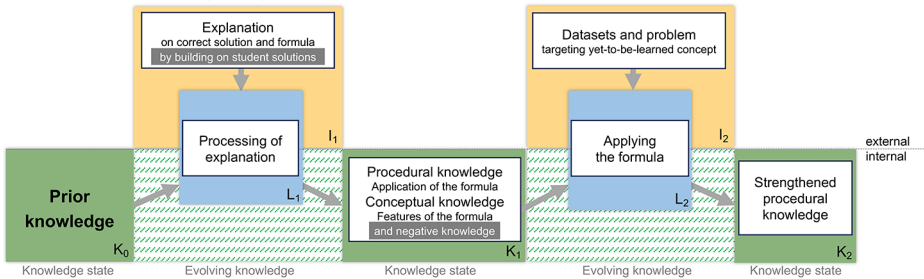 Explanation
on correct solution and formula
by building on student solutions
I1
Processing of
explanation
L1
Prior
knowledge
K0
Procedural knowledge
Application of the formula
Conceptual knowledge
Features of the formula
and negative knowledge
K1
Datasets and problem
targeting yet-to-be-learned concept
I2
Applying
the formula
L2
external
internal
Strengthened
procedural
knowledge
K2
Knowledge state
Evolving knowledge
Knowledge state
Evolving knowledge
Knowledge state